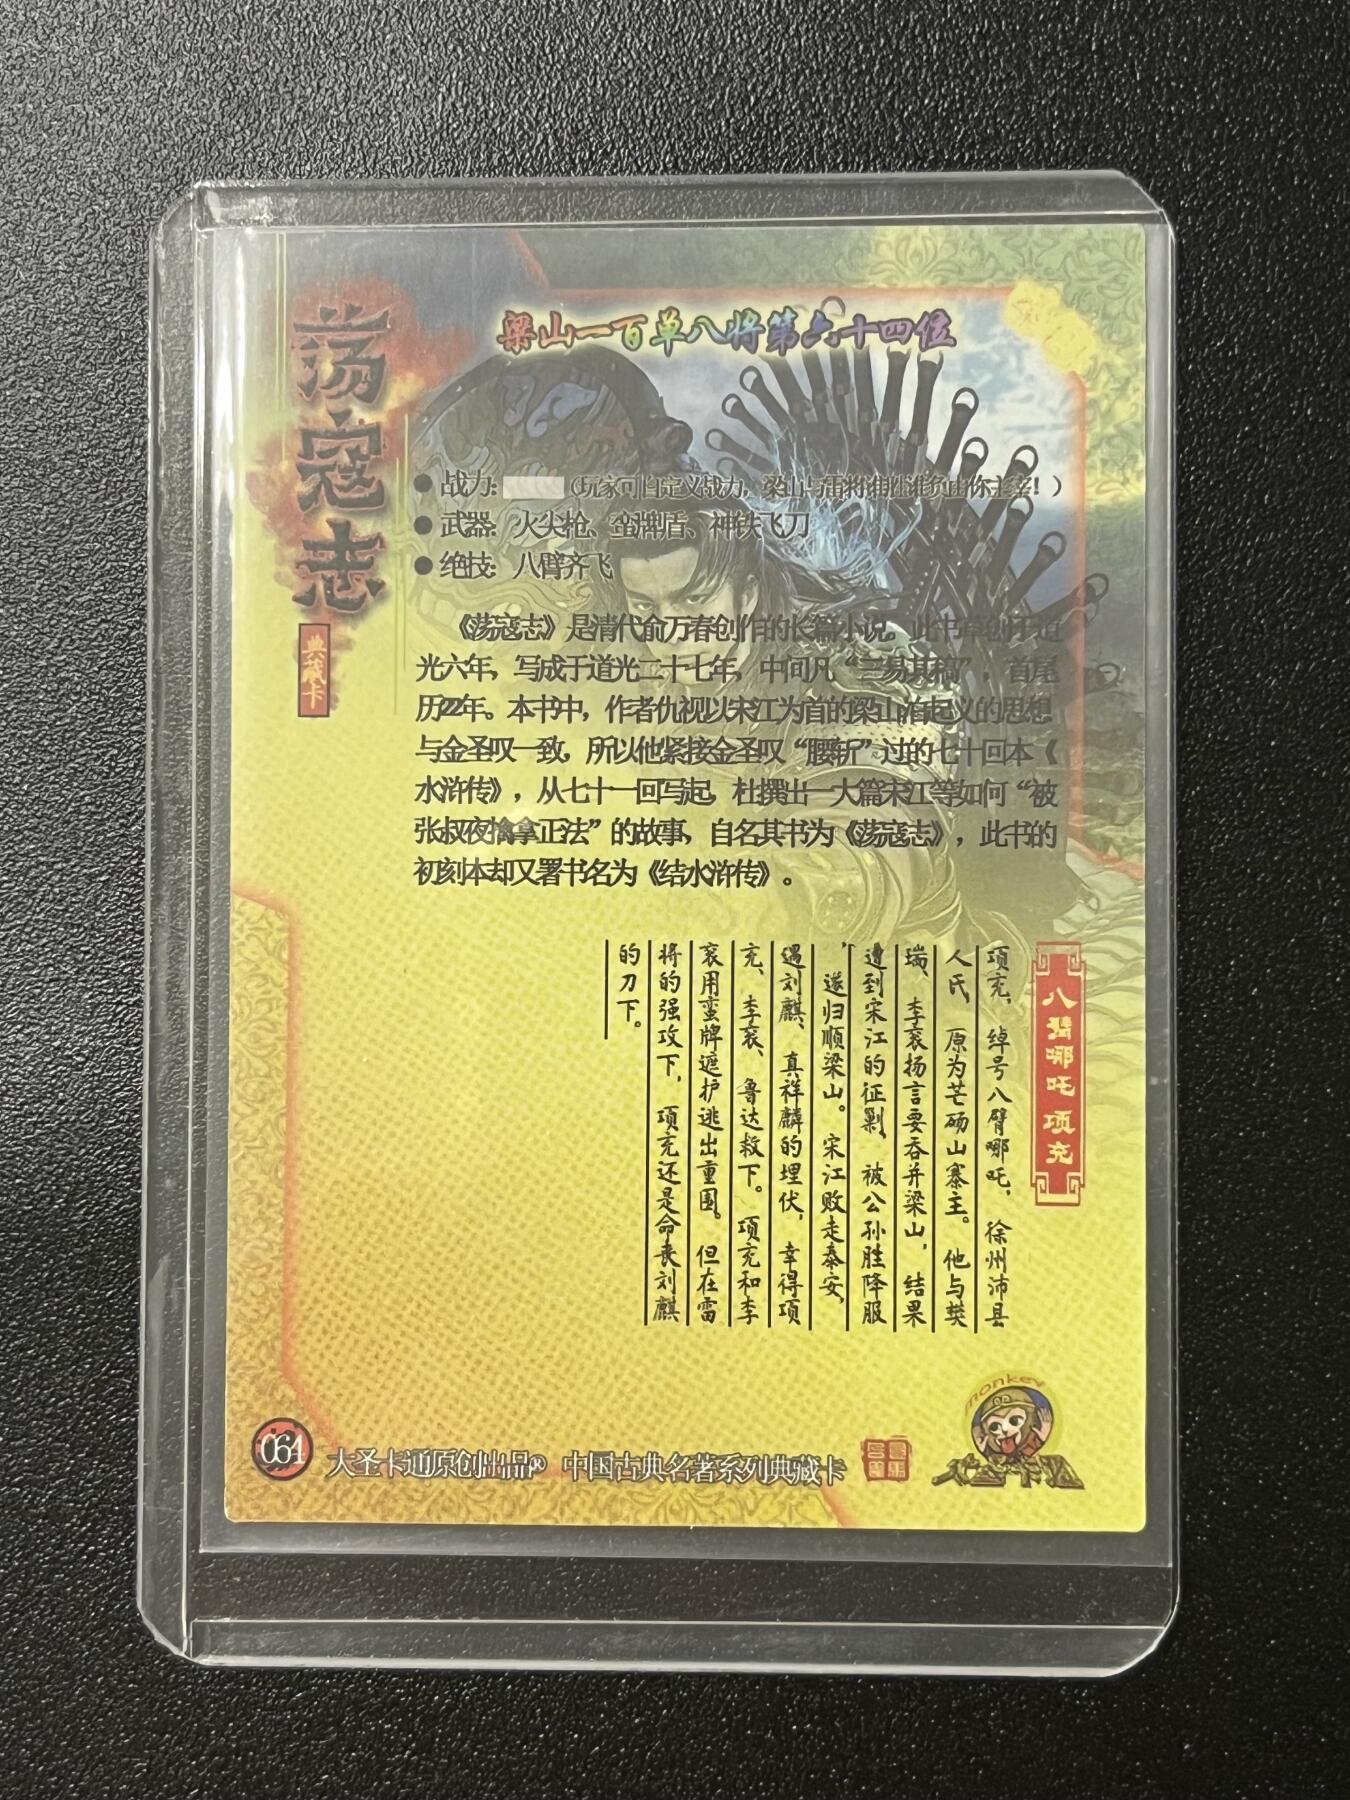 荡寇志
典藏卡
梁山一百单八将第六十四位
●战力:（玩家可自定义战力，梁山与雷将谁胜谁负由你主宰！）
●武器:火尖枪、蛮牌盾、神铁飞刀
●绝技:八臂齐飞
《荡寇志》是清代俞万春创作的长篇小说。此书草创于道
光六年，写成于道光二十七年，中间凡“三易其稿”，首尾
历22年。本书中，作者仇视以宋江为首的梁山泊起义的思想
与金圣叹一致，所以他紧接金圣叹“腰斩”过的七十回本《
水浒传》，从七十一回写起，杜撰出一大篇宋江等如何“被
张叔夜擒拿正法”的故事，自名其书为《荡寇志》，此书的
初刻本却又署书名为《结水浒传》。
八臂哪吒 项充
项充，绰号八臂哪吒，徐州沛县
人氏，原为芒砀山寨主。他与樊
瑞、李衮扬言要吞并梁山，结果
遭到宋江的征剿，被公孙胜降服
，遂归顺梁山。宋江败走泰安，
遇刘麒、真祥麟的埋伏，幸得项
充、李衮、鲁达救下。项充和李
衮用蛮牌遮护逃出重围。但在雷
将的强攻下，项充还是命丧刘麒
的刀下。
064
大圣卡通原创出品® 中国古典名著系列典藏卡
monkey
大圣卡通